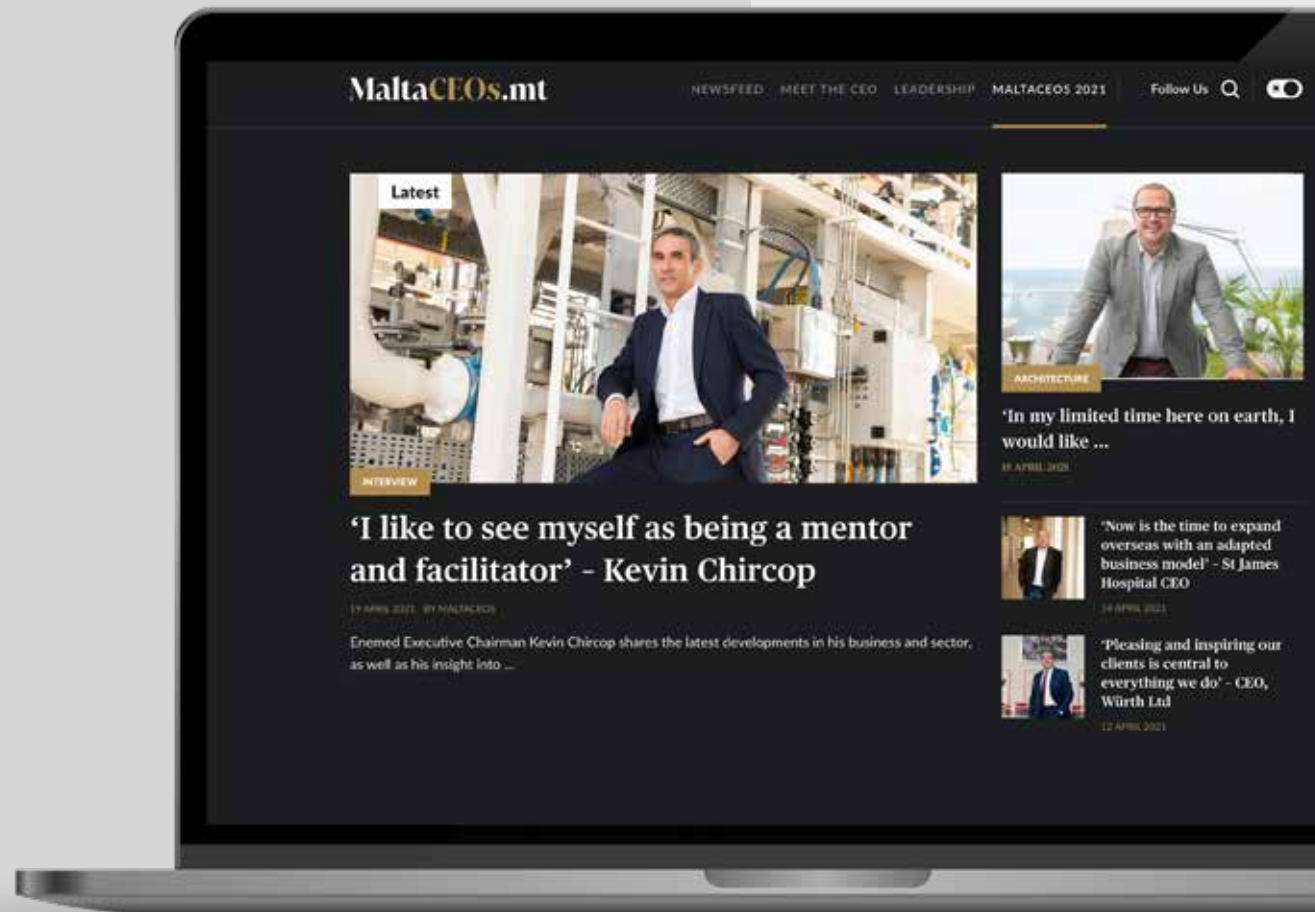 MaltaCEOs.mt
NEWSFEED MEET THE CEO LEADERSHIP MALTACEOS 2021 Follow Us
Latest
INTERVIEW
‘I like to see myself as being a mentor
and facilitator’ – Kevin Chircop
19 APRIL 2021 BY MALTACEOS
Enemed Executive Chairman Kevin Chircop shares the latest developments in his business and sector,
as well as his insight into ...
ARCHITECTURE
‘In my limited time here on earth, I
would like ...
APRIL 2021
‘Now is the time to expand
overseas with an adapted
business model’ – St James
Hospital CEO
14 APRIL 2021
‘Pleasing and inspiring our
clients is central to
everything we do’ – CEO,
Würth Ltd
12 APRIL 2021